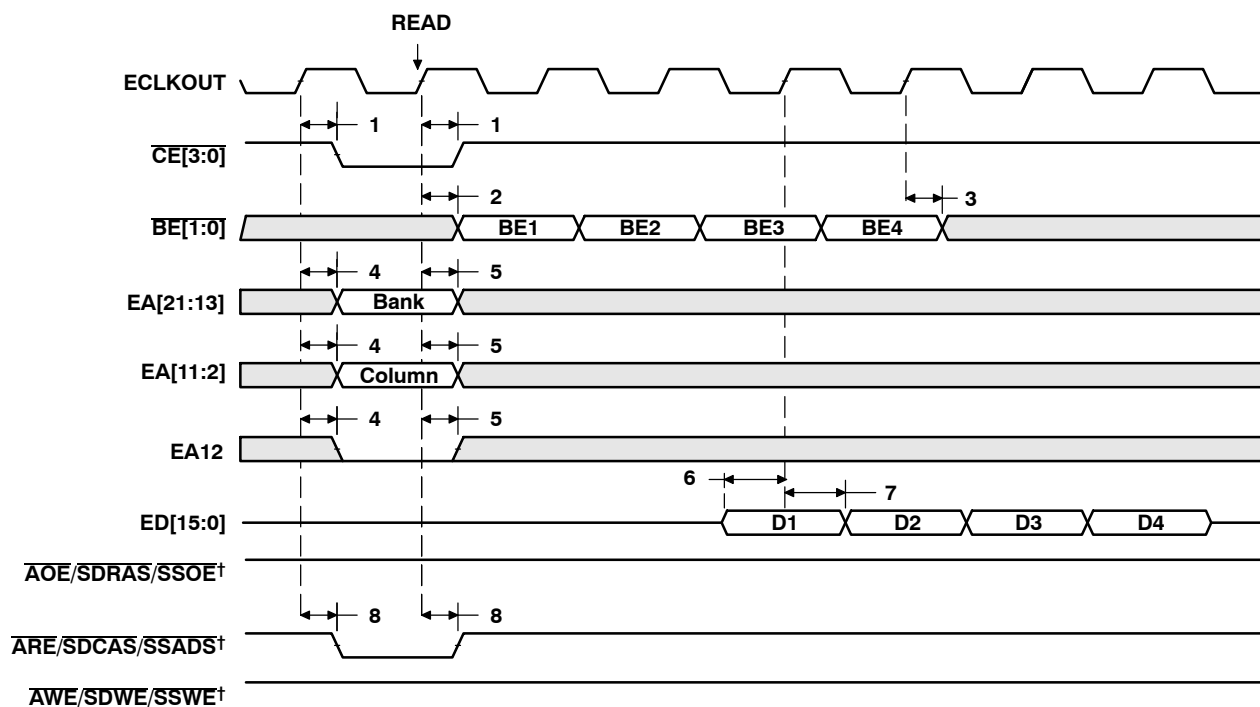 READ
ECLKOUT
1 1
CE[3:0]
2 3
BE[1:0] BE1 BE2 BE3 BE4
4 5
EA[21:13] Bank
4 5
EA[11:2] Column
4 5
EA12
6 7
ED[15:0] D1 D2 D3 D4
AOE/SDRAS/SSOE†
8 8
ARE/SDCAS/SSADS†
AWE/SDWE/SSWE†